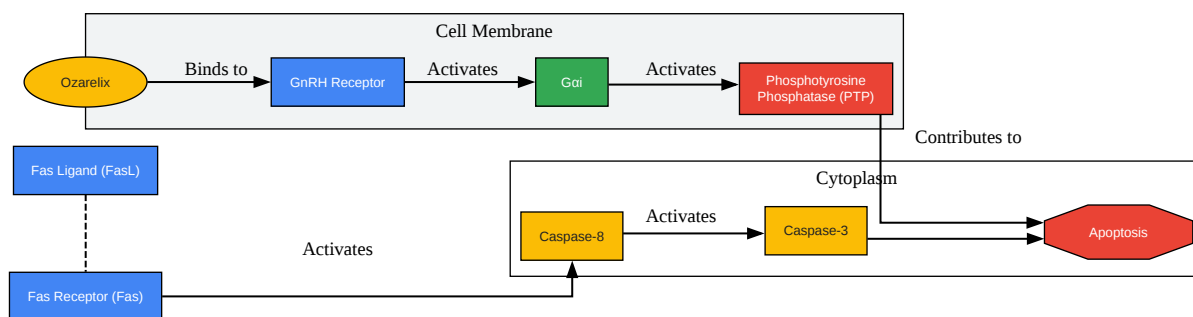 Cell Membrane
Ozarelix
Binds to
GnRH Receptor
Activates
Gαi
Activates
Phosphotyrosine
Phosphatase (PTP)
Contributes to
Fas Ligand (FasL)
Cytoplasm
Caspase-8
Activates
Caspase-3
Apoptosis
Activates
Fas Receptor (Fas)